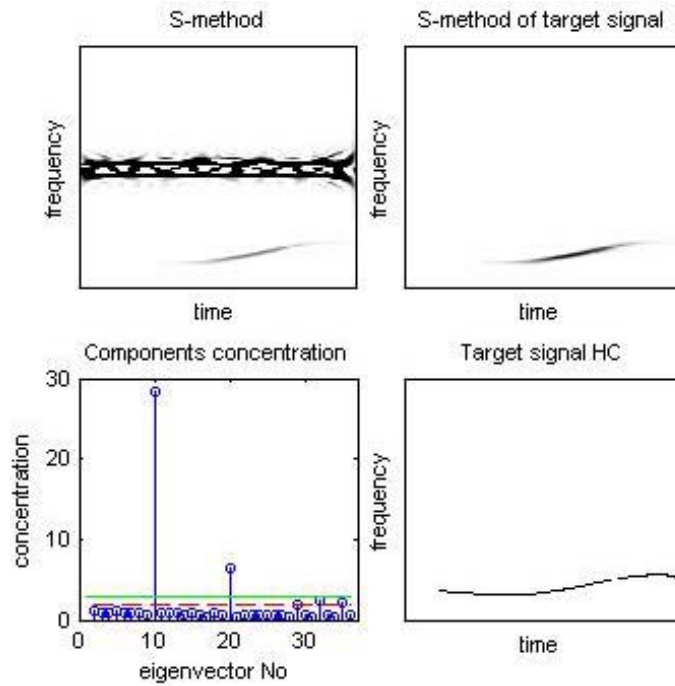 S-method
S-method of target signal
frequency
frequency
time
time
Components concentration
Target signal HC
30
20
10
0
concentration
frequency
0
10
20
30
eigenvector No
time